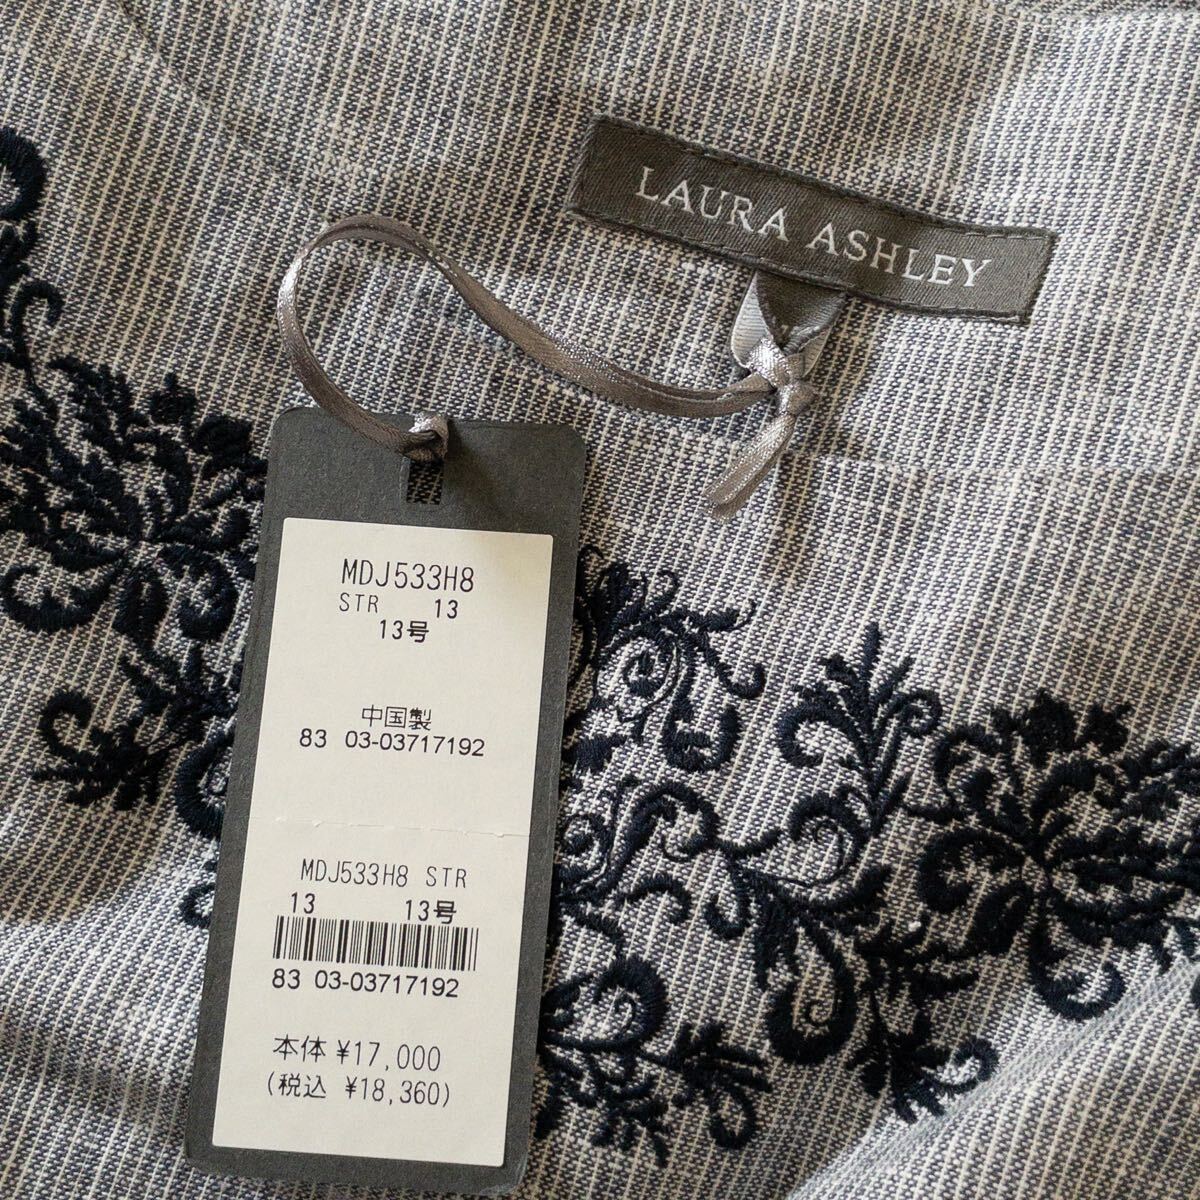 LAURA ASHLEY
MDJ533H8
STR 13
13号
中国製
83 03-03717192
MDJ533H8 STR
13 13号
83 03-03717192
本体 ¥17,000
(税込 ¥18,360)